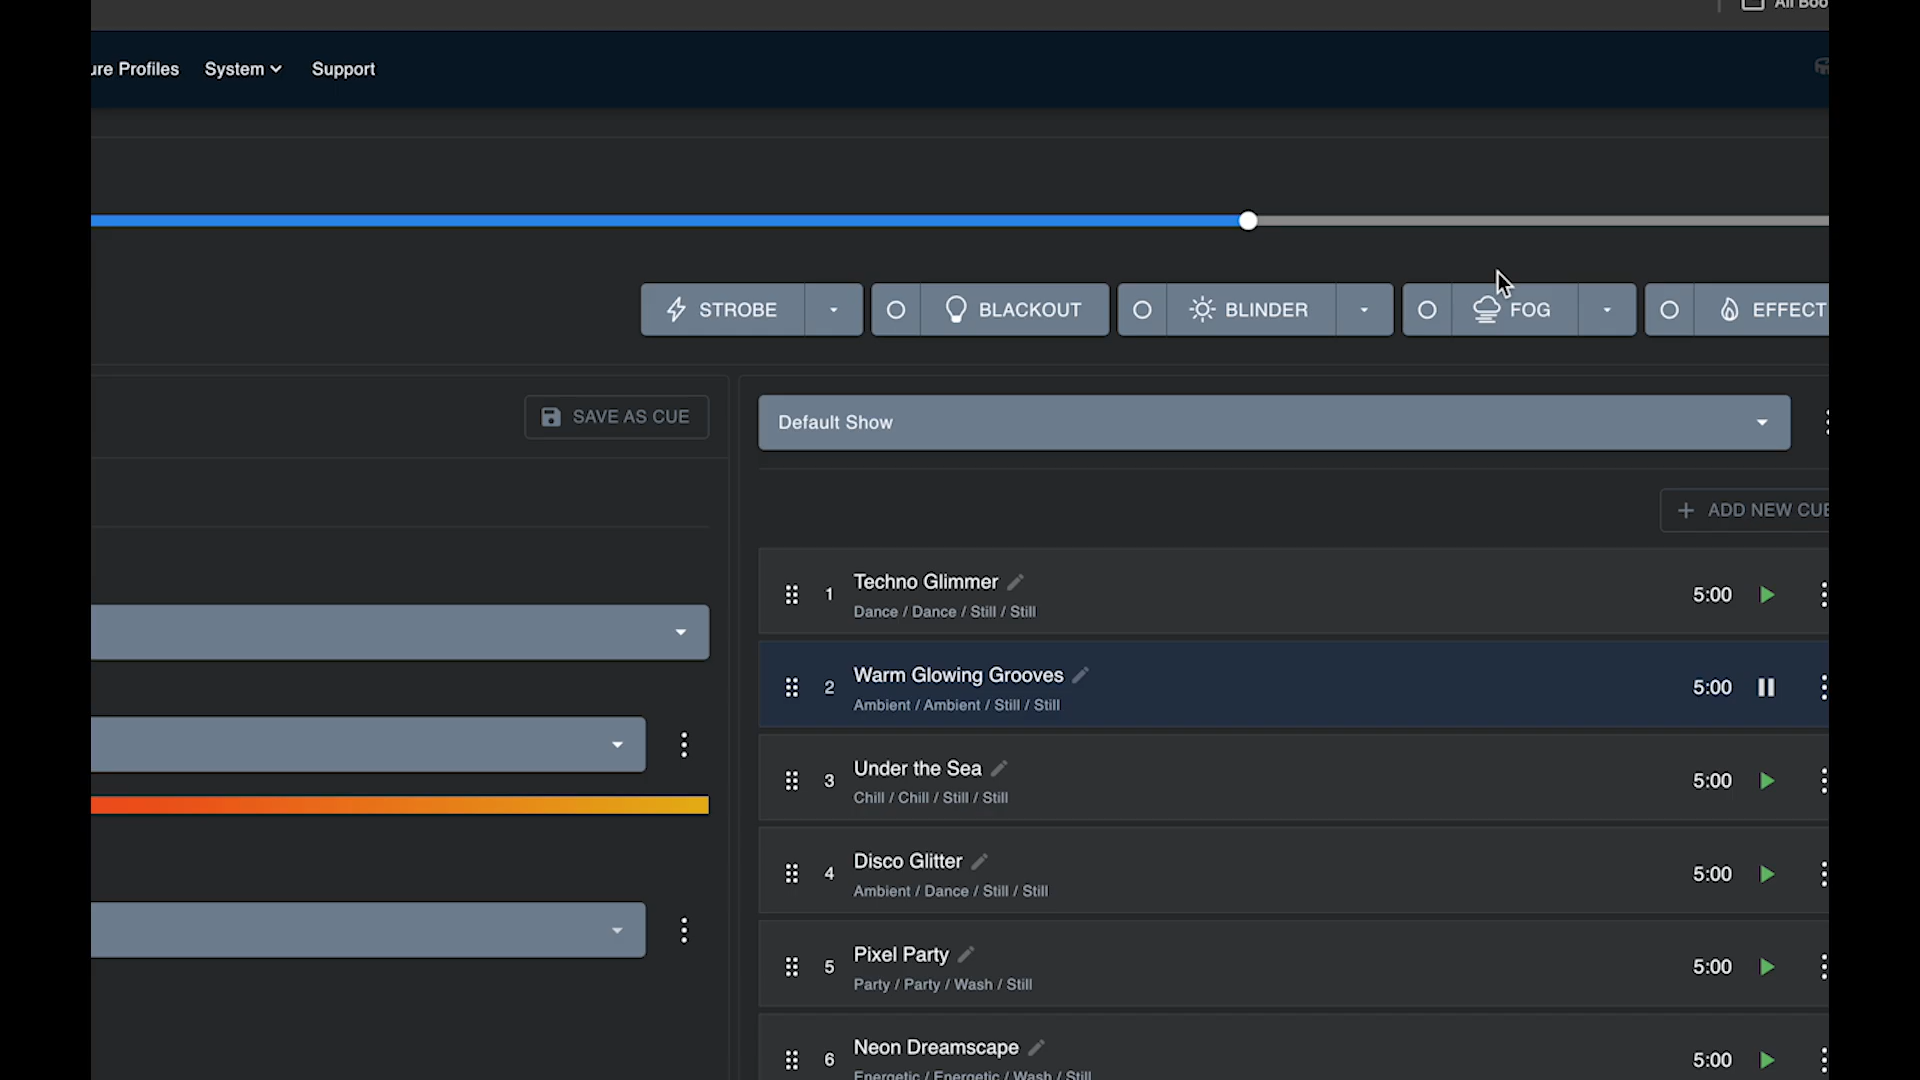 All Boo
ure Profiles System Support
STROBE BLACKOUT BLINDER FOG EFFECT
SAVE AS CUE
Default Show
ADD NEW CUE
1 Techno Glimmer 5:00
Dance / Dance / Still / Still
2 Warm Glowing Grooves 5:00
Ambient / Ambient / Still / Still
3 Under the Sea 5:00
Chill / Chill / Still / Still
4 Disco Glitter 5:00
Ambient / Dance / Still / Still
5 Pixel Party 5:00
Party / Party / Wash / Still
6 Neon Dreamscape 5:00
Energetic / Energetic / Wash / Still